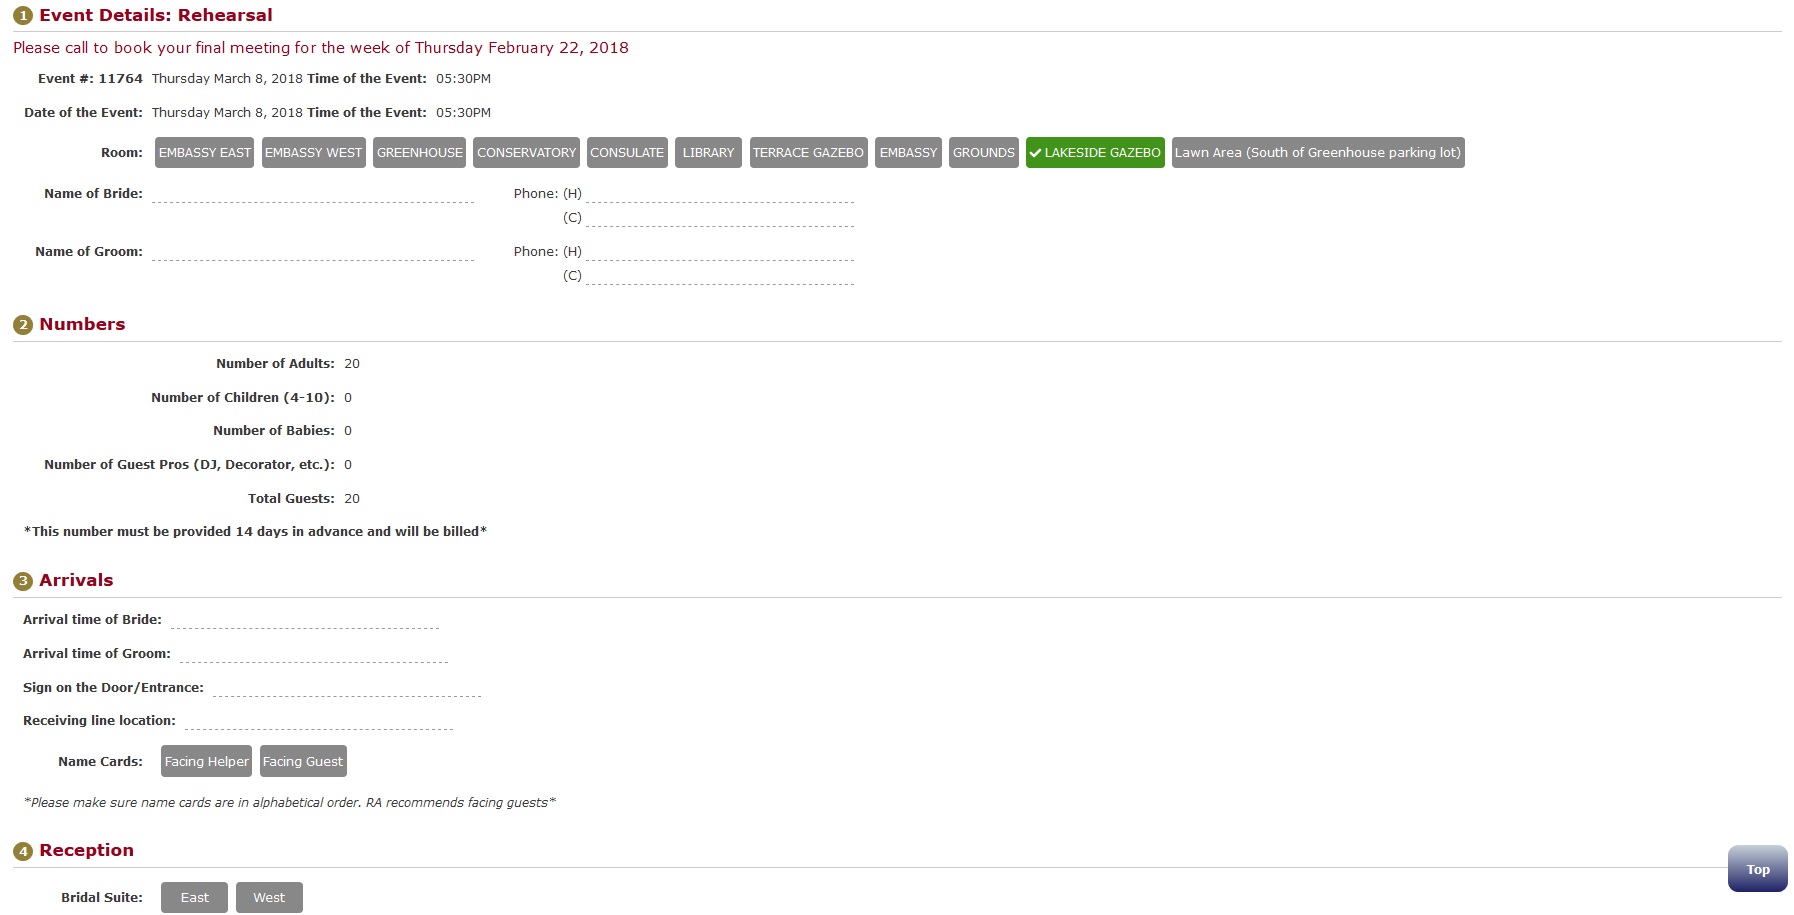 1 Event Details: Rehearsal
Please call to book your final meeting for the week of Thursday February 22, 2018
Event #: 11764 Thursday March 8, 2018 Time of the Event: 05:30PM
Date of the Event: Thursday March 8, 2018 Time of the Event: 05:30PM
Room: EMBASSY EAST EMBASSY WEST GREENHOUSE CONSERVATORY CONSULATE LIBRARY TERRACE GAZEBO EMBASSY GROUNDS LAKESIDE GAZEBO Lawn Area (South of Greenhouse parking lot)
Name of Bride: Phone: (H)
(C)
Name of Groom: Phone: (H)
(C)
2 Numbers
Number of Adults: 20
Number of Children (4-10): 0
Number of Babies: 0
Number of Guest Pros (DJ, Decorator, etc.): 0
Total Guests: 20
*This number must be provided 14 days in advance and will be billed*
3 Arrivals
Arrival time of Bride:
Arrival time of Groom:
Sign on the Door/Entrance:
Receiving line location:
Name Cards: Facing Helper Facing Guest
*Please make sure name cards are in alphabetical order. RA recommends facing guests*
4 Reception
Top
Bridal Suite: East West